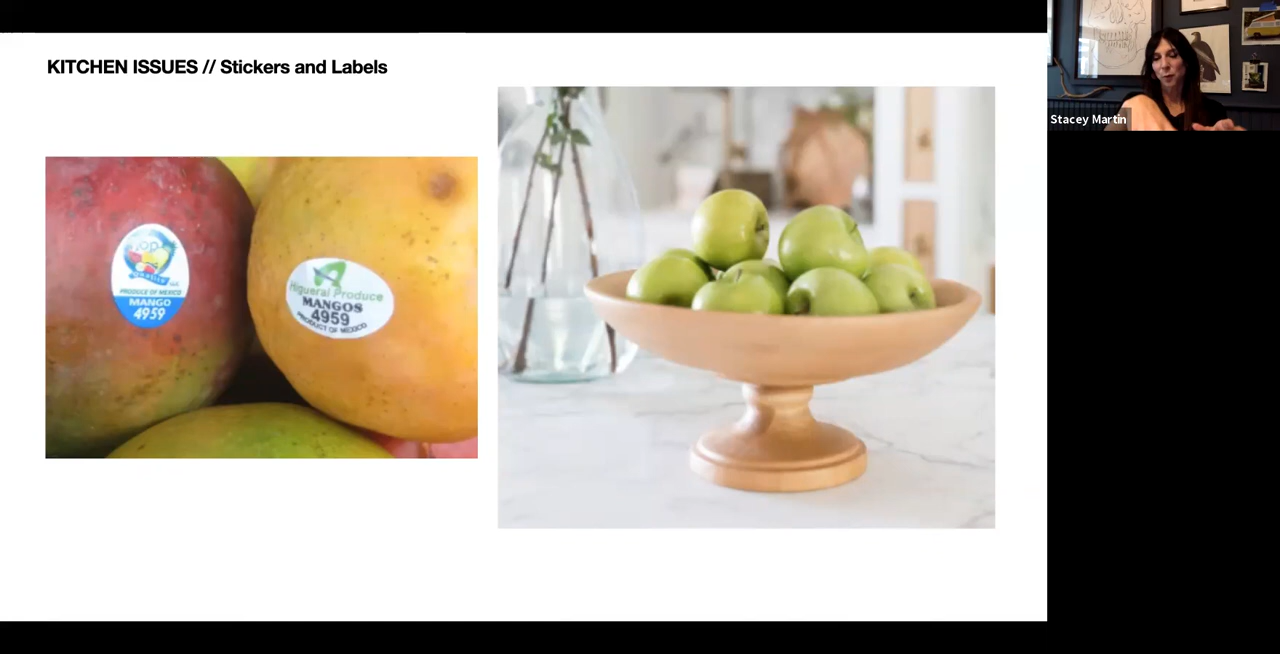 KITCHEN ISSUES // Stickers and Labels
PRODUCE OF MEXICO
MANGO
4959
Higueral Produce
MANGOS
4959
PRODUCT OF MEXICO
Stacey Martin